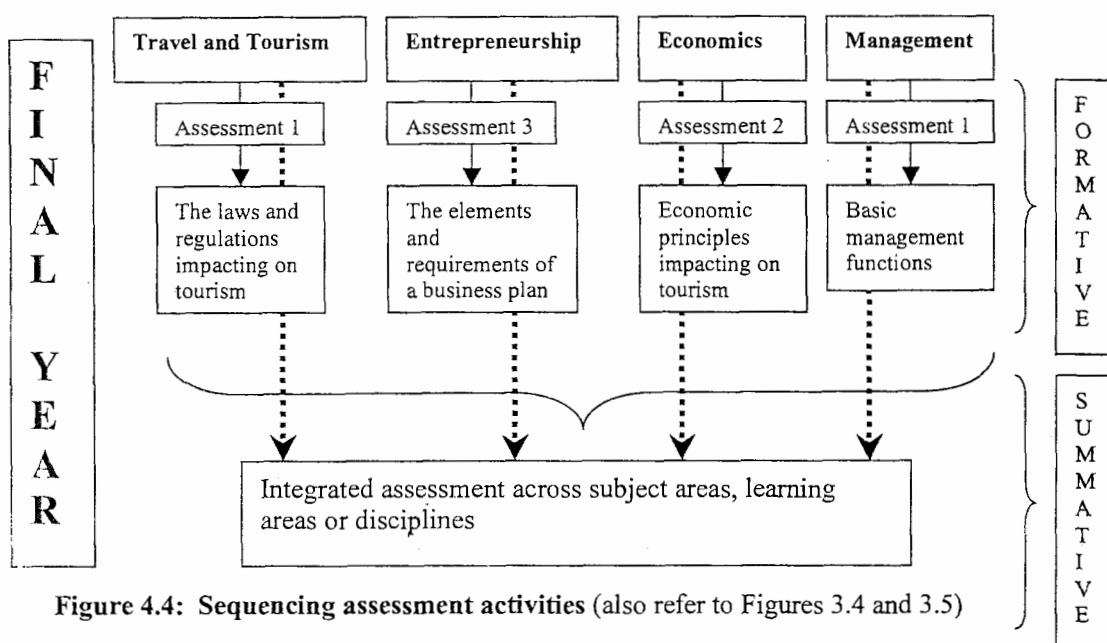 FINAL YEAR
Travel and Tourism
Entrepreneurship
Economics
Management
Assessment 1
Assessment 3
Assessment 2
Assessment 1
The laws and
regulations
impacting on
tourism
The elements
and
requirements of
a business plan
Economic
principles
impacting on
tourism
Basic
management
functions
FORMATIVE
Integrated assessment across subject areas, learning
areas or disciplines
SUMMATIVE
Figure 4.4: Sequencing assessment activities (also refer to Figures 3.4 and 3.5)